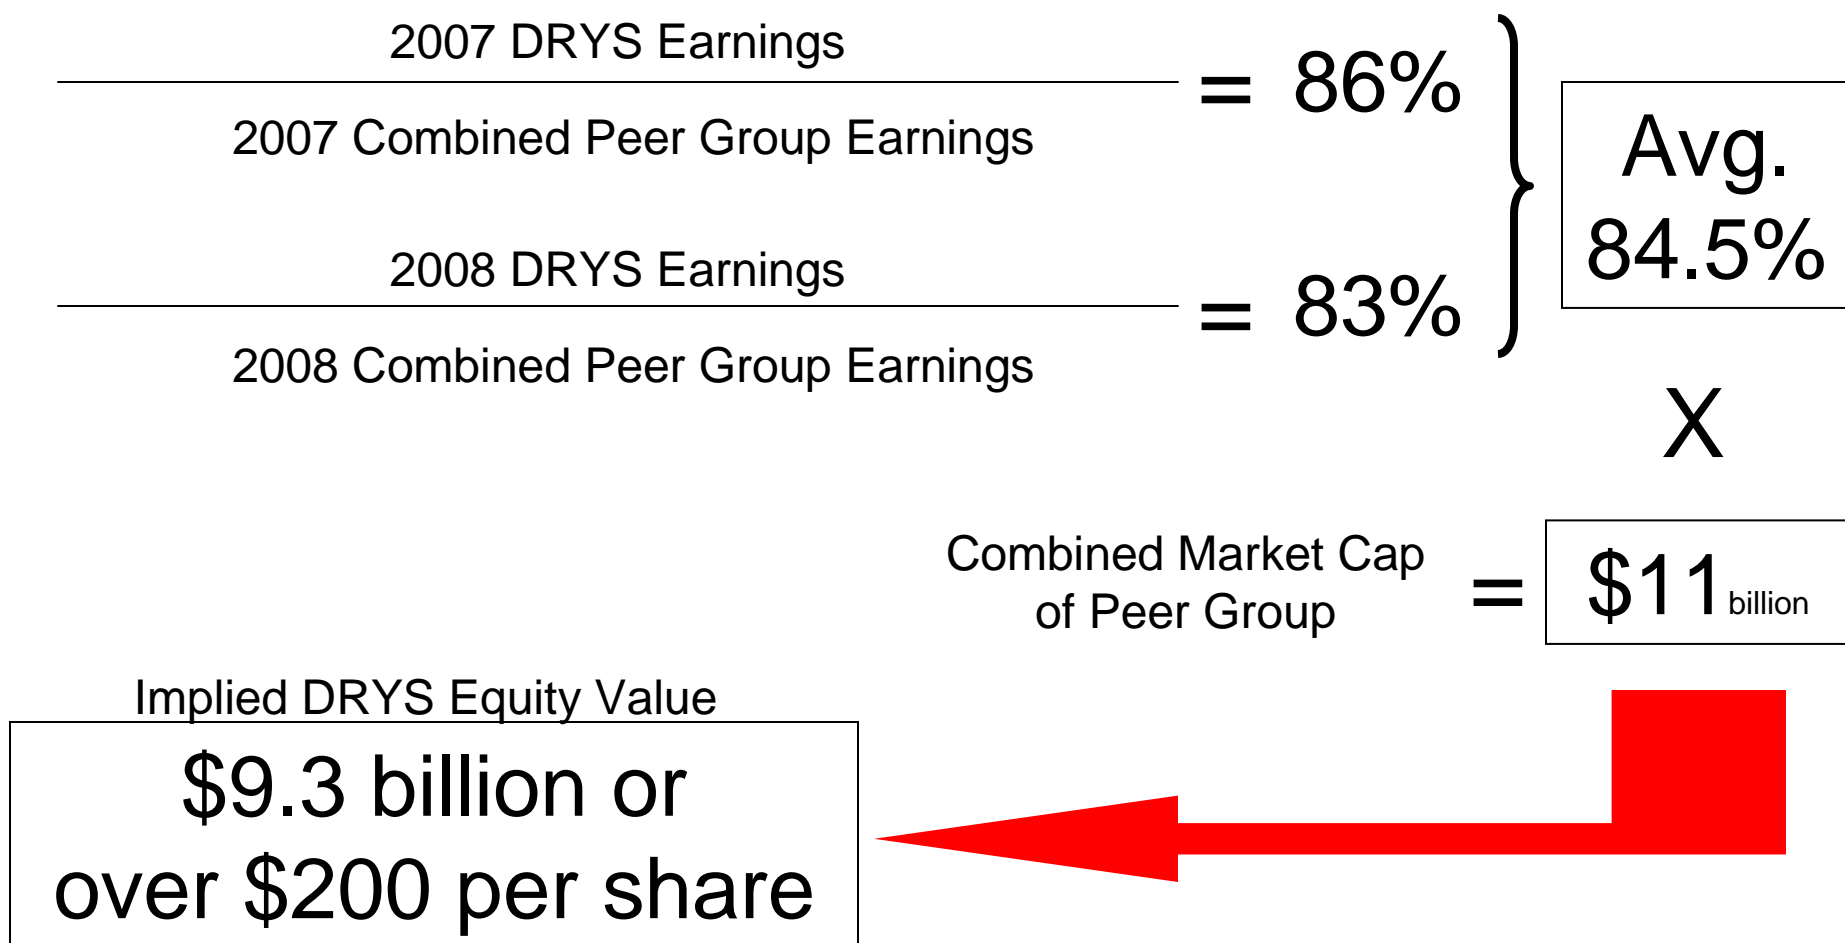 2007 DRYS Earnings
2007 Combined Peer Group Earnings
= 86%
2008 DRYS Earnings
2008 Combined Peer Group Earnings
= 83%
Avg.
84.5%
X
Combined Market Cap
of Peer Group
= $11 billion
Implied DRYS Equity Value
$9.3 billion or
over $200 per share